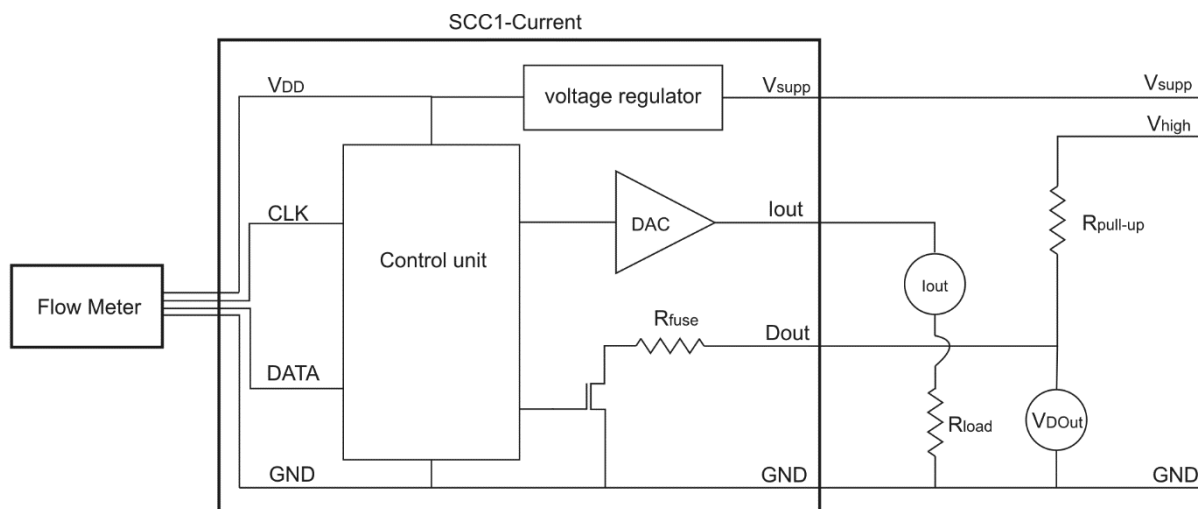 SCC1-Current
VDD
voltage regulator
Vsupp
Vsupp
Vhigh
CLK
DAC
Iout
Rpull-up
Control unit
Iout
Flow Meter
Rfuse
Dout
DATA
Rload
VDOut
GND
GND
GND